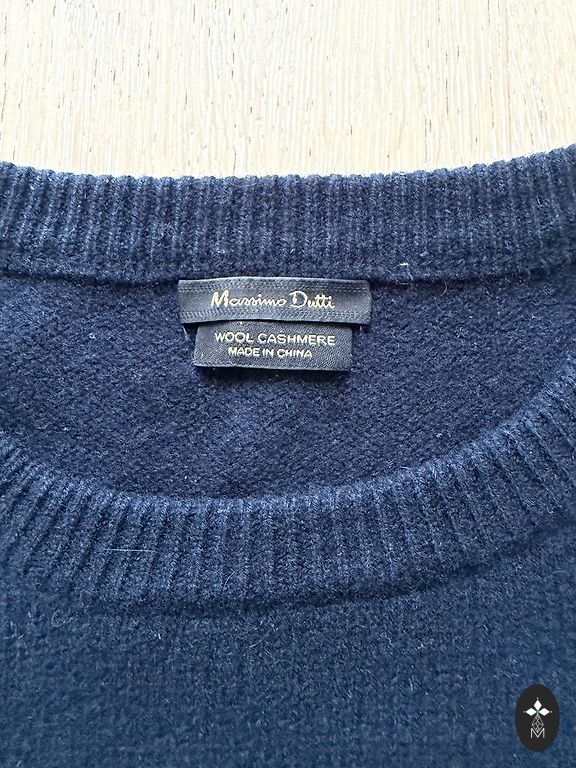 Massimo Dutti
WOOL CASHMERE
MADE IN CHINA
M